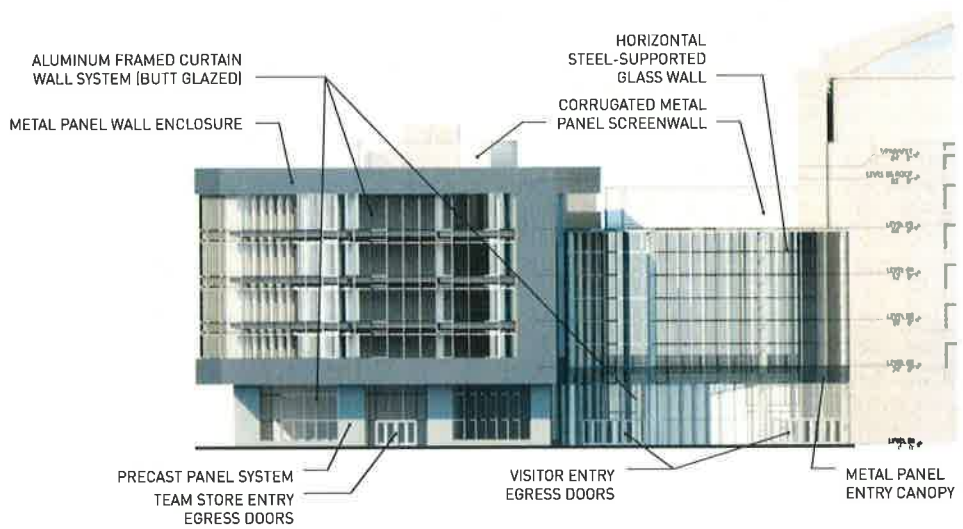 HORIZONTAL
STEEL-SUPPORTED
GLASS WALL
ALUMINUM FRAMED CURTAIN
WALL SYSTEM (BUTT GLAZED)
CORRUGATED METAL
PANEL SCREENWALL
METAL PANEL WALL ENCLOSURE
PRECAST PANEL SYSTEM
TEAM STORE ENTRY
EGRESS DOORS
VISITOR ENTRY
EGRESS DOORS
METAL PANEL
ENTRY CANOPY